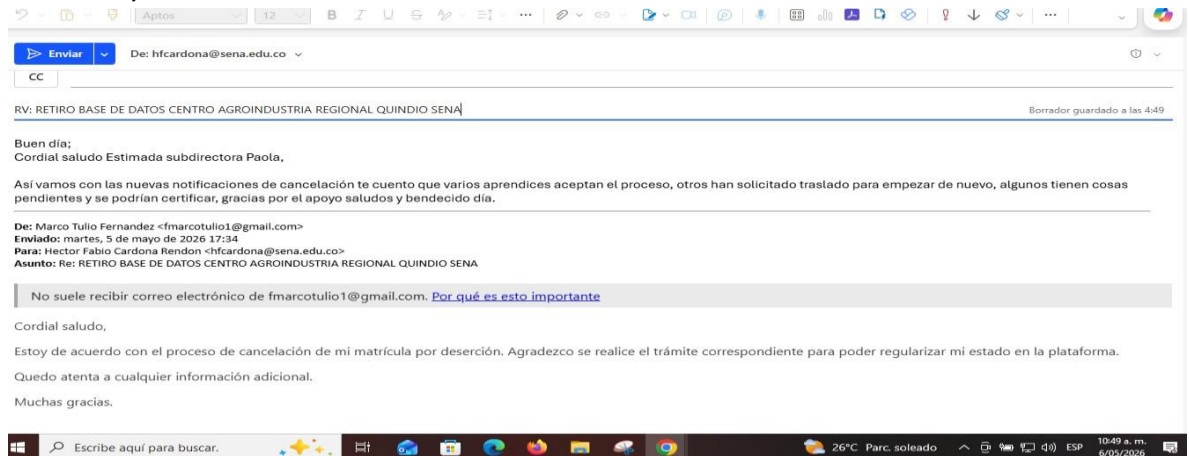 Aptos 12 B I U S
Enviar De: hfcardona@sena.edu.co
CC
RV: RETIRO BASE DE DATOS CENTRO AGROINDUSTRIA REGIONAL QUINDIO SENA Borrador guardado a las 4:49
Buen día;
Cordial saludo Estimada subdirectora Paola,
Así vamos con las nuevas notificaciones de cancelación te cuento que varios aprendices aceptan el proceso, otros han solicitado traslado para empezar de nuevo, algunos tienen cosas
pendientes y se podrían certificar, gracias por el apoyo saludos y bendecido día.
De: Marco Tulio Fernandez <fmarcotulio1@gmail.com>
Enviado: martes, 5 de mayo de 2026 17:34
Para: Hector Fabio Cardona Rendon <hfcardona@sena.edu.co>
Asunto: Re: RETIRO BASE DE DATOS CENTRO AGROINDUSTRIA REGIONAL QUINDIO SENA
No suele recibir correo electrónico de fmarcotulio1@gmail.com. Por qué es esto importante
Cordial saludo,
Estoy de acuerdo con el proceso de cancelación de mi matrícula por deserción. Agradezco se realice el trámite correspondiente para poder regularizar mi estado en la plataforma.
Quedo atenta a cualquier información adicional.
Muchas gracias.
Escribe aquí para buscar. 26°C Parc. soleado ESP 10:49 a. m.
6/05/2026